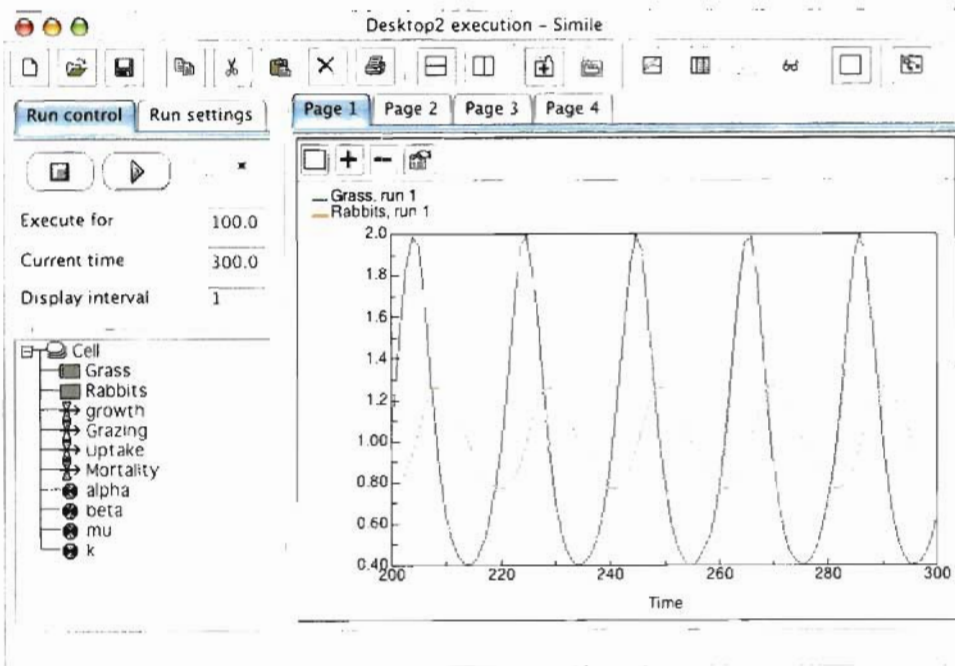 Desktop2 execution – Simile
Run control
Run settings
Page 1
Page 2
Page 3
Page 4
Execute for
100.0
Current time
300.0
Display interval
1
Cell
Grass
Rabbits
growth
Grazing
Uptake
Mortality
alpha
beta
mu
k
Grass, run 1
Rabbits, run 1
2.0
1.8
1.6
1.4
1.2
1.00
0.80
0.60
0.40
200
220
240
260
280
300
Time